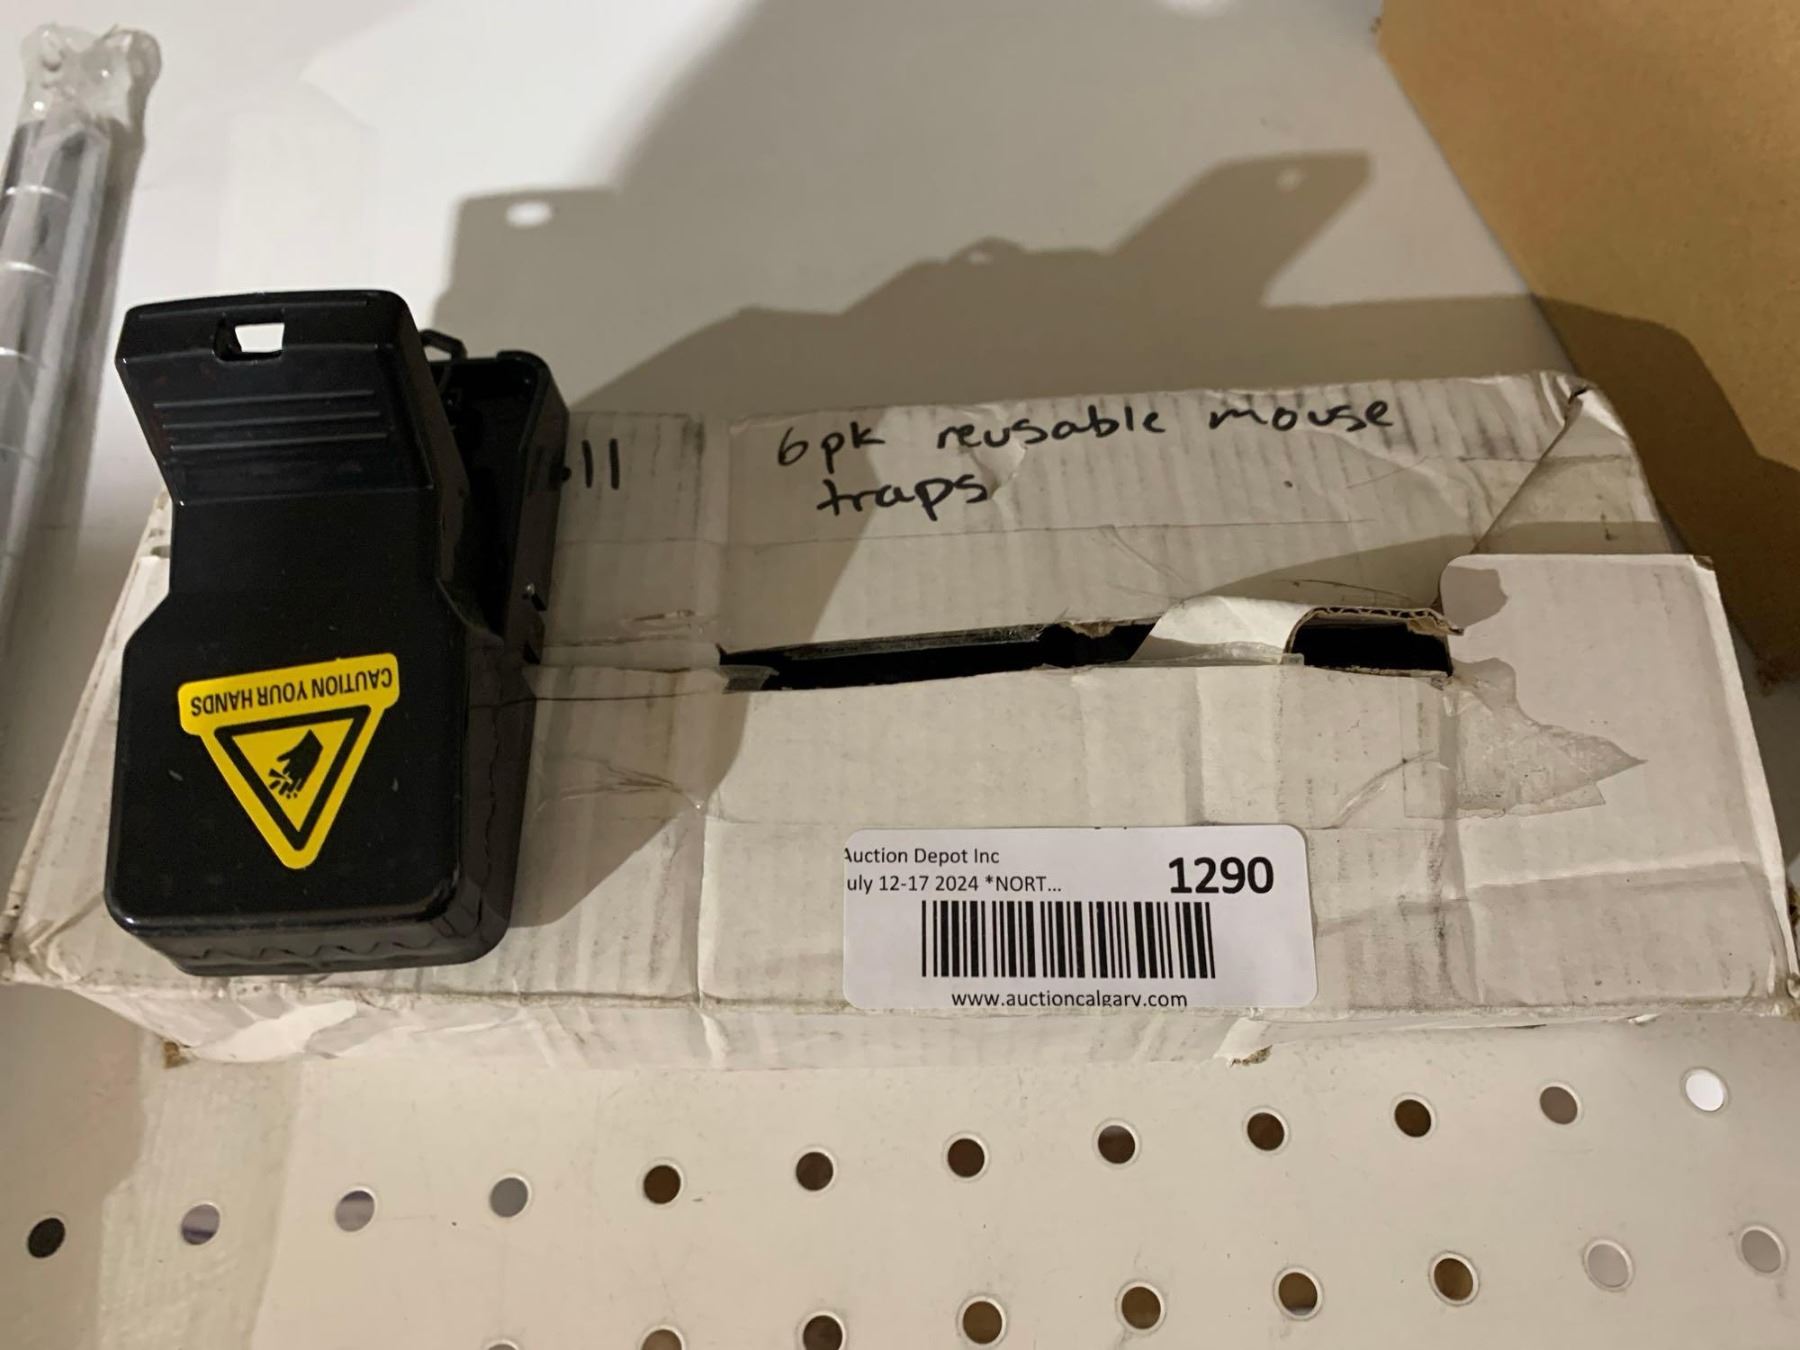 6pk reusable mouse
traps
CAUTION YOUR HANDS
Auction Depot Inc
uly 12-17 2024 *NORT...
1290
www.auctioncalgary.com